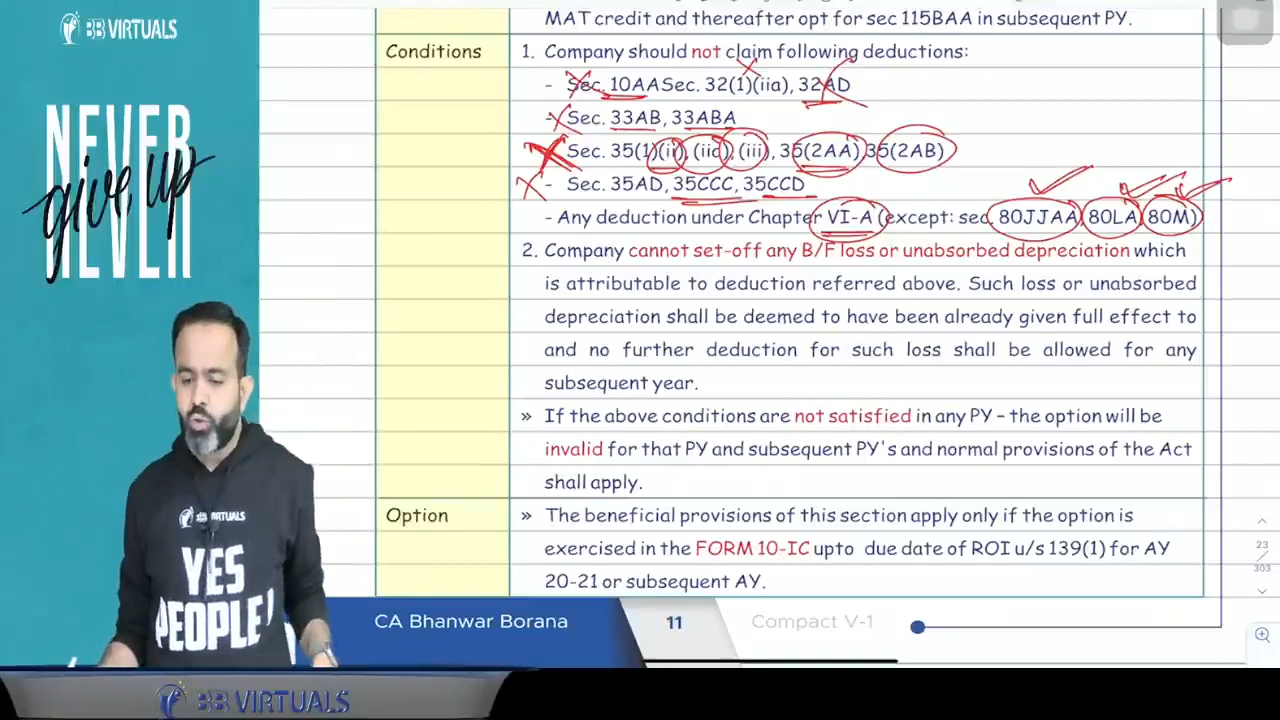 BB VIRTUALS
NEVER
give up
NEVER
BB VIRTUALS
YES
PEOPLE!
MAT credit and thereafter opt for sec 115BAA in subsequent PY.
Conditions
1. Company should not claim following deductions:
- Sec. 10AASec. 32(1)(iia), 32AD
- Sec. 33AB, 33ABA
- Sec. 35(1)(ii), (iia), (iii), 35(2AA), 35(2AB)
- Sec. 35AD, 35CCC, 35CCD
- Any deduction under Chapter VI-A (except: sec 80JJAA, 80LA, 80M)
2. Company cannot set-off any B/F loss or unabsorbed depreciation which
is attributable to deduction referred above. Such loss or unabsorbed
depreciation shall be deemed to have been already given full effect to
and no further deduction for such loss shall be allowed for any
subsequent year.
» If the above conditions are not satisfied in any PY – the option will be
invalid for that PY and subsequent PY's and normal provisions of the Act
shall apply.
Option
» The beneficial provisions of this section apply only if the option is
exercised in the FORM 10-IC upto due date of ROI u/s 139(1) for AY
20-21 or subsequent AY.
23
303
CA Bhanwar Borana
11
Compact V-1
BB VIRTUALS